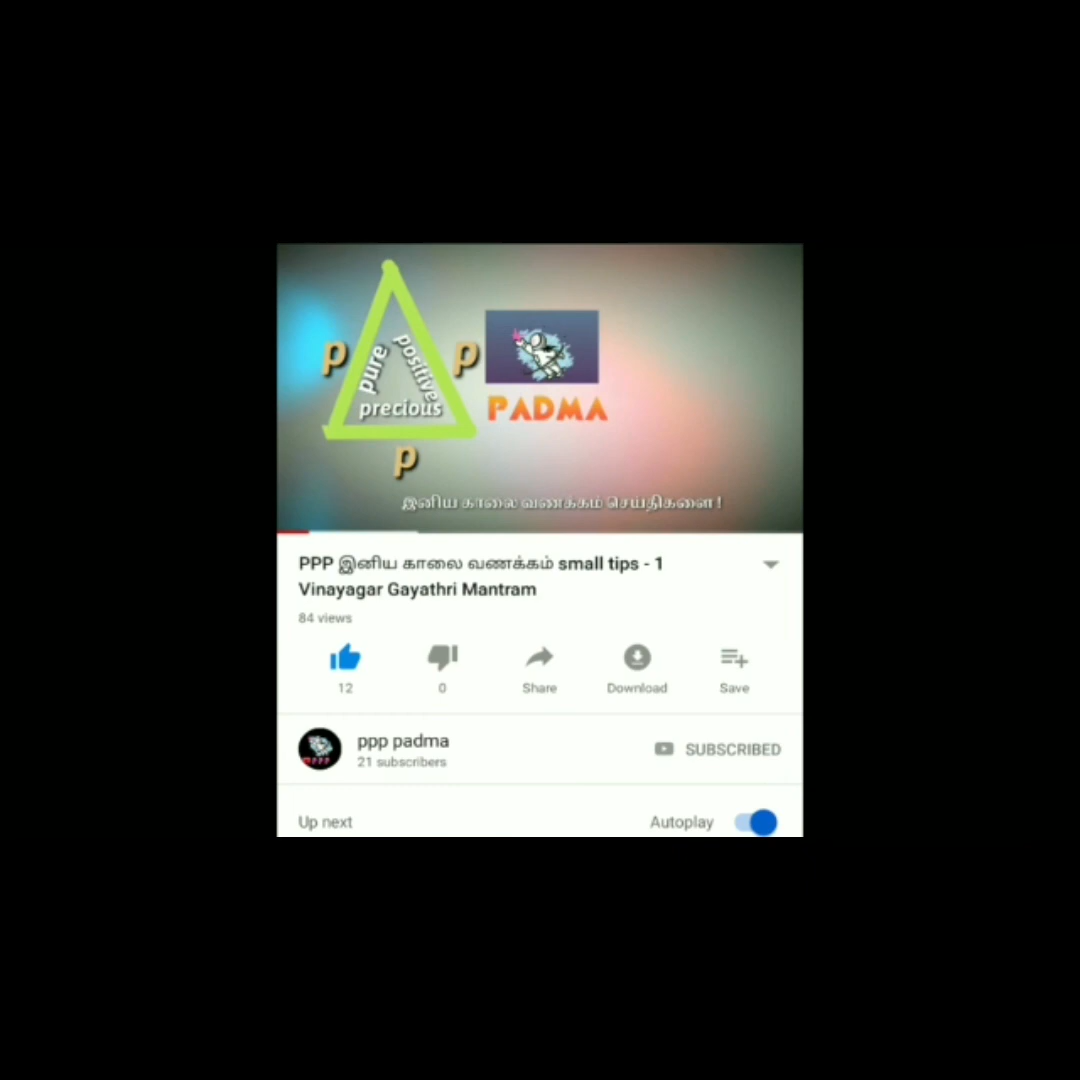 p
pure
positive
p
precious
PADMA
p
இனிய காலை வணக்கம் செய்திகளை !
PPP இனிய காலை வணக்கம் small tips - 1
Vinayagar Gayathri Mantram
84 views
12
0
Share
Download
Save
PPP
ppp padma
21 subscribers
SUBSCRIBED
Up next
Autoplay